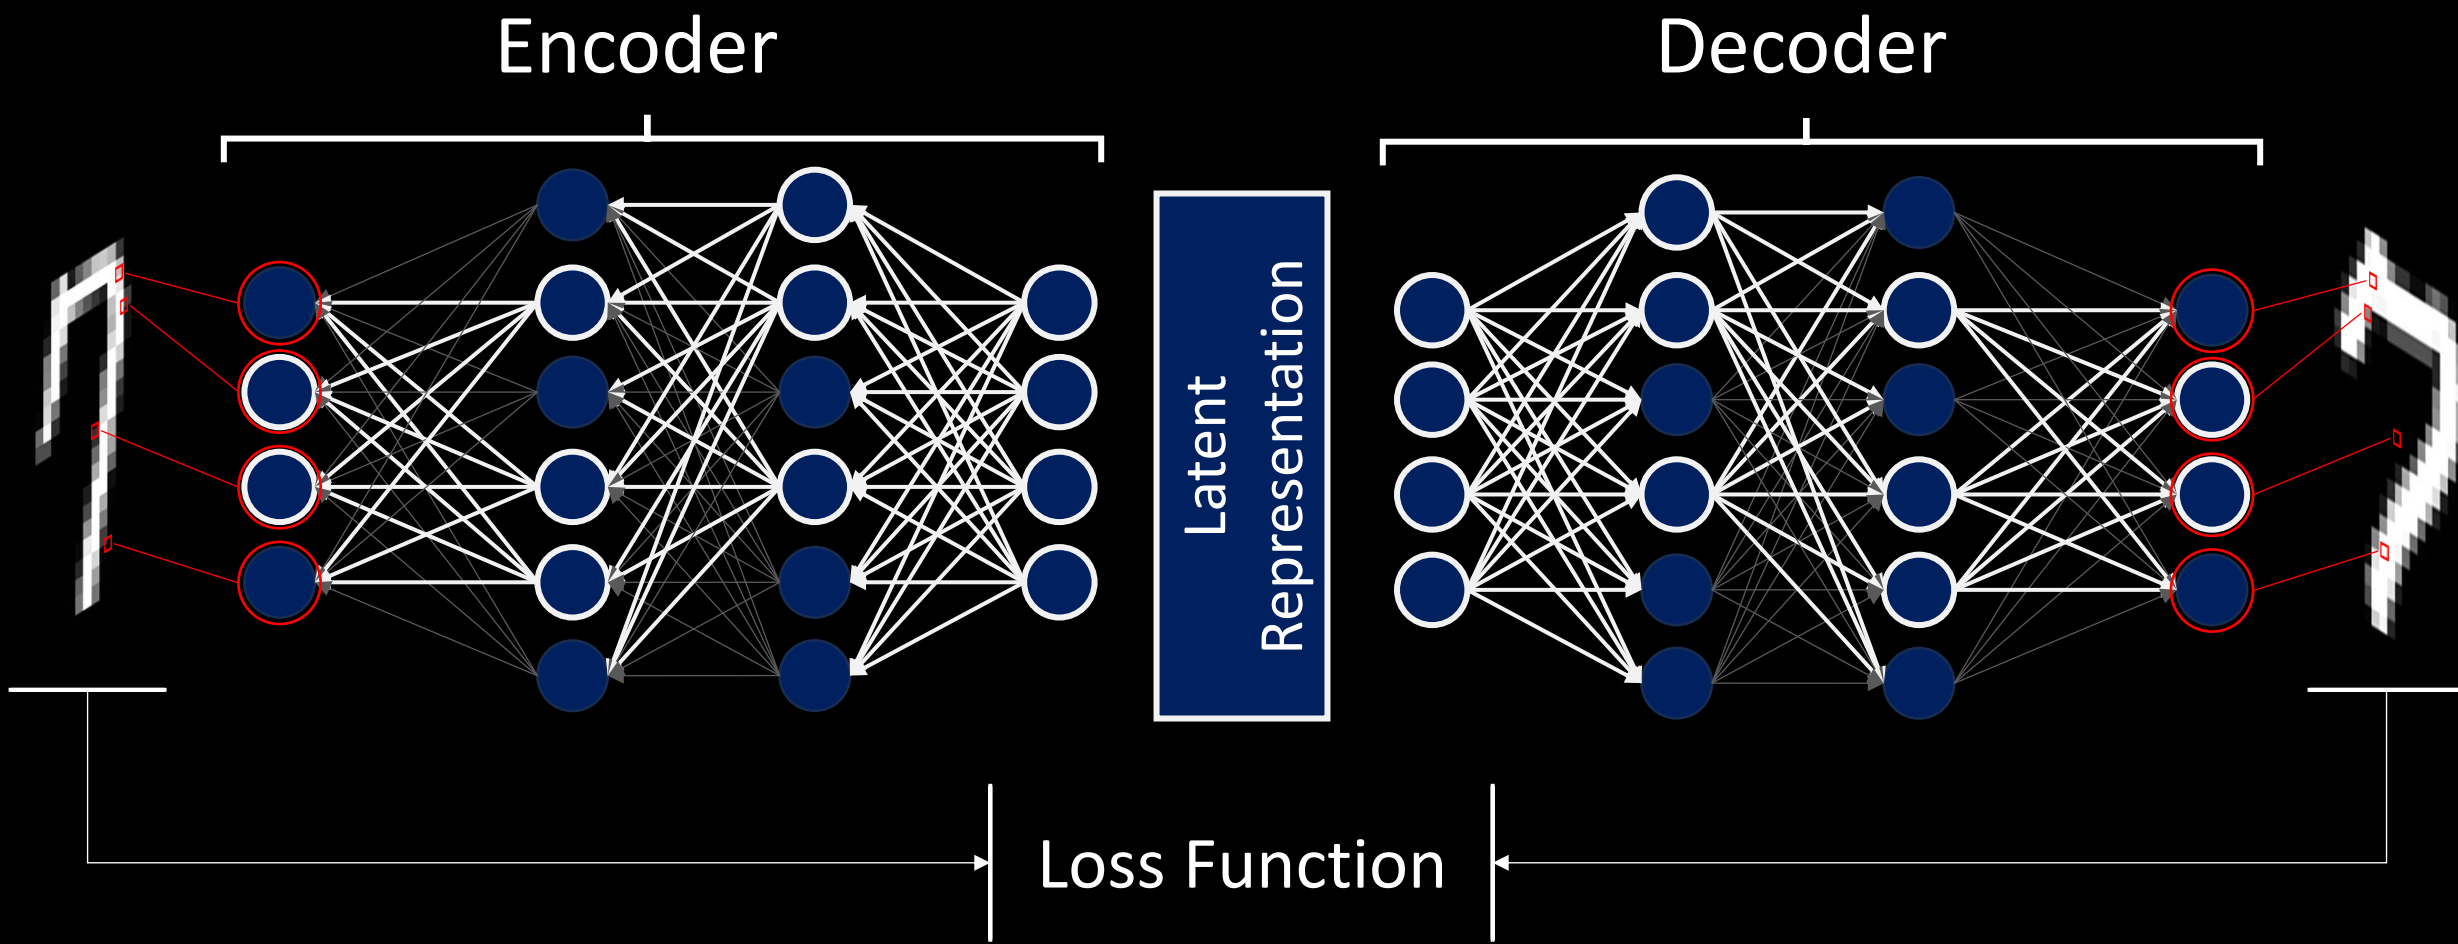 Encoder
Decoder
Latent
Representation
Loss Function